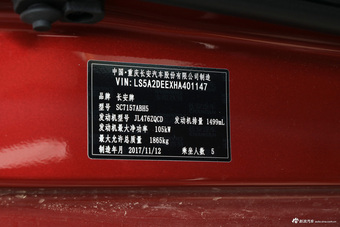 中国·重庆长安汽车股份有限公司制造
VIN:LS5A2DEEXHA401147
品牌 长安牌
型号 SC7157ABH5
发动机型号 JL476ZQCD 发动机排量 1499mL
发动机最大净功率 105kW
最大允许总质量 1865kg
制造年月 2017/11/12 乘坐人数 5